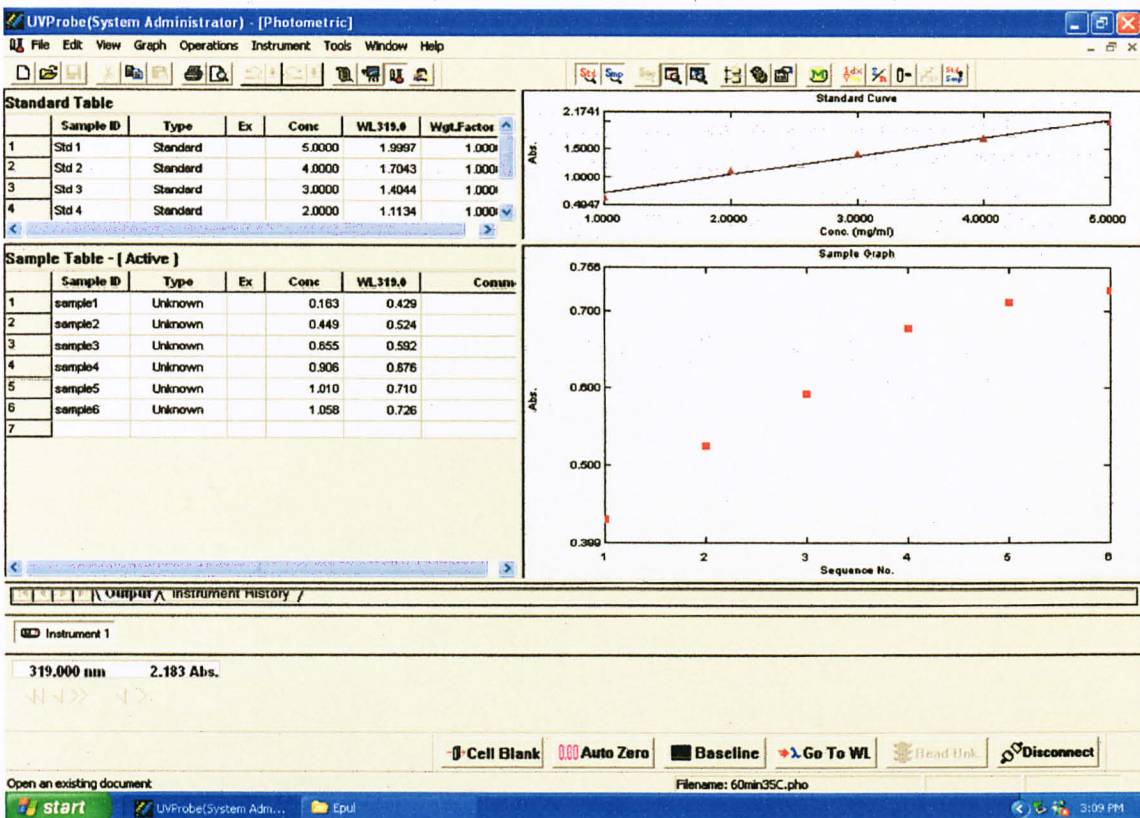 UVProbe(System Administrator) - [Photometric]
File Edit View Graph Operations Instrument Tools Window Help
Standard Table
Sample ID Type Ex Conc WL319.0 Wgt.Factor
1 Std 1 Standard 5.0000 1.9997 1.000
2 Std 2 Standard 4.0000 1.7043 1.000
3 Std 3 Standard 3.0000 1.4044 1.000
4 Std 4 Standard 2.0000 1.1134 1.000
Standard Curve
2.1741
1.5000
1.0000
0.4947
Abs.
1.0000 2.0000 3.0000 4.0000 5.0000
Conc. (mg/ml)
Sample Table - [ Active ]
Sample ID Type Ex Conc WL319.0 Comm
1 sample1 Unknown 0.163 0.429
2 sample2 Unknown 0.449 0.524
3 sample3 Unknown 0.655 0.592
4 sample4 Unknown 0.906 0.676
5 sample5 Unknown 1.010 0.710
6 sample6 Unknown 1.058 0.726
7
Sample Graph
0.756
0.700
0.600
0.500
0.399
Abs.
1 2 3 4 5 6
Sequence No.
Output Instrument History
Instrument 1
319.000 nm 2.183 Abs.
Cell Blank Auto Zero Baseline Go To WL Read Unk. Disconnect
Open an existing document Filename: 60min35C.pho
start UVProbe(System Adm... Epul 3:09 PM